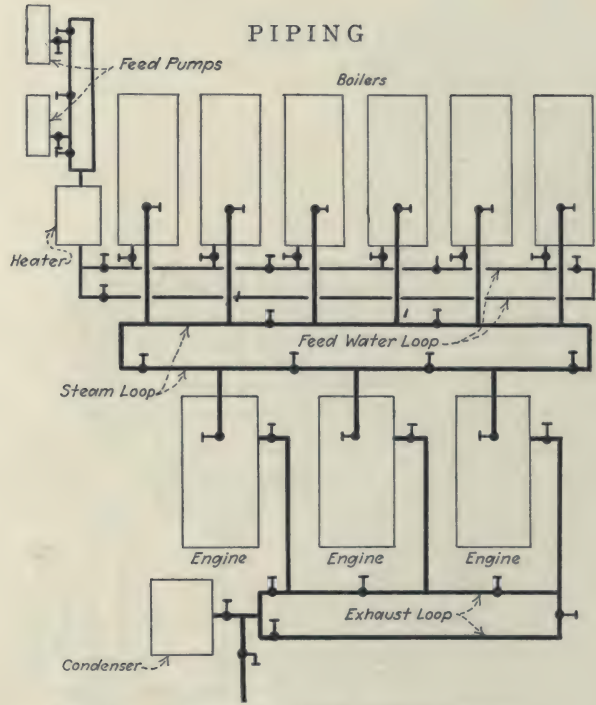 PIPING
Feed Pumps
Boilers
Heater
Feed Water Loop
Steam Loop
Engine
Engine
Engine
Exhaust Loop
Condenser